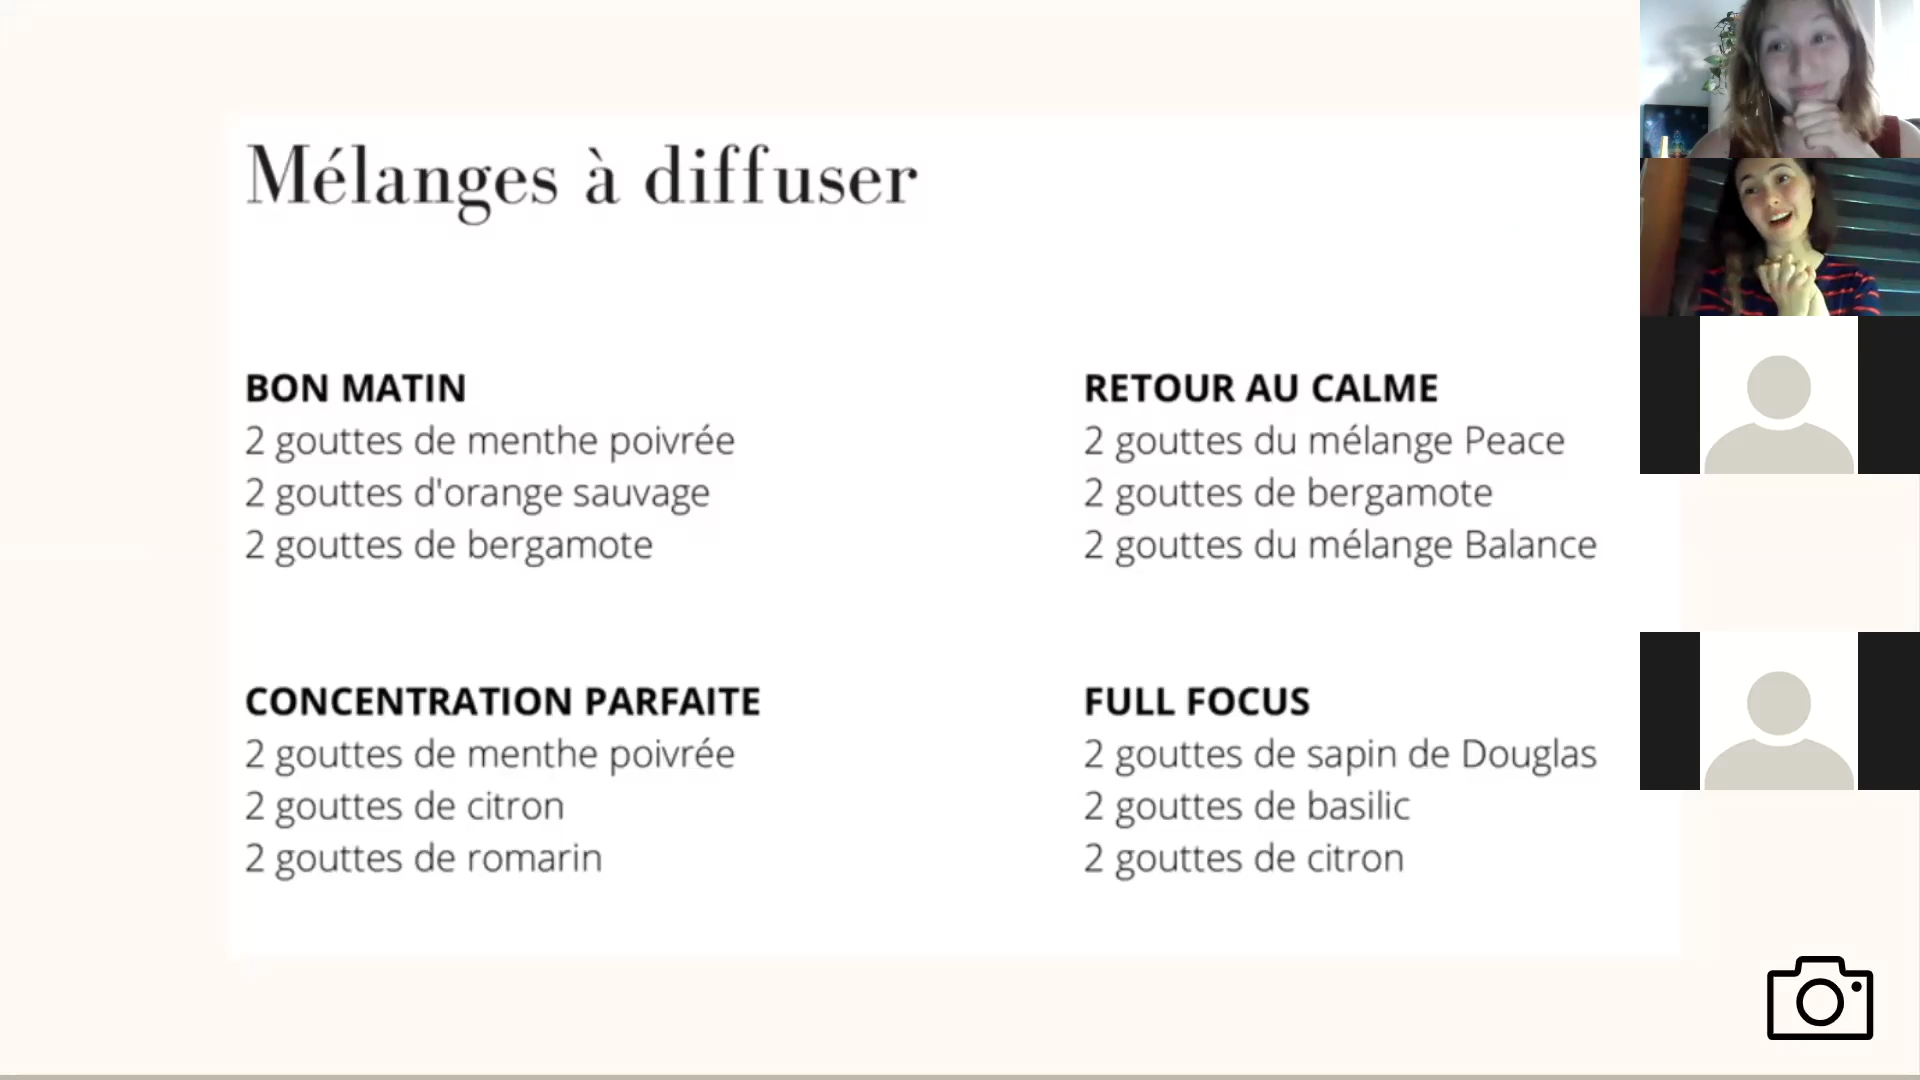 Mélanges à diffuser
BON MATIN
2 gouttes de menthe poivrée
2 gouttes d'orange sauvage
2 gouttes de bergamote
RETOUR AU CALME
2 gouttes du mélange Peace
2 gouttes de bergamote
2 gouttes du mélange Balance
CONCENTRATION PARFAITE
2 gouttes de menthe poivrée
2 gouttes de citron
2 gouttes de romarin
FULL FOCUS
2 gouttes de sapin de Douglas
2 gouttes de basilic
2 gouttes de citron